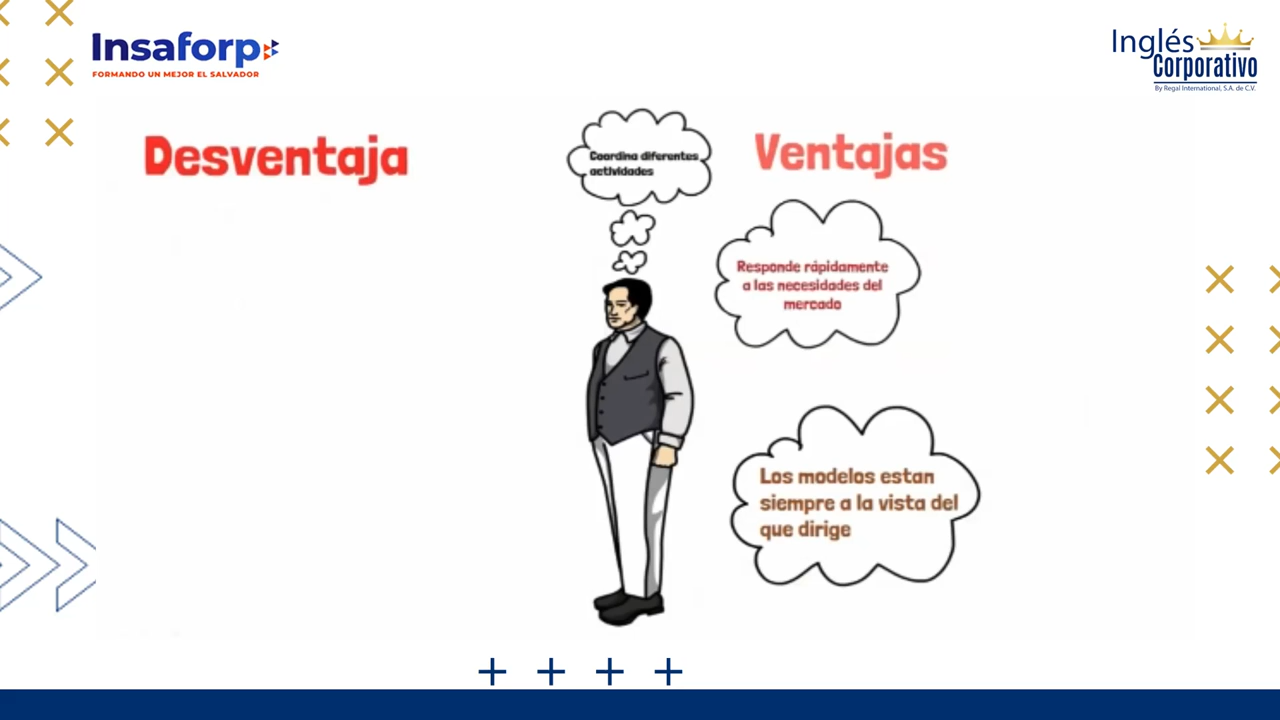 Insaforp
FORMANDO UN MEJOR EL SALVADOR
Inglés
Corporativo
By Regal International, S.A. de C.V.
Desventaja
Coordina diferentes
actividades
Ventajas
Responde rápidamente
a las necesidades del
mercado
Los modelos estan
siempre a la vista del
que dirige